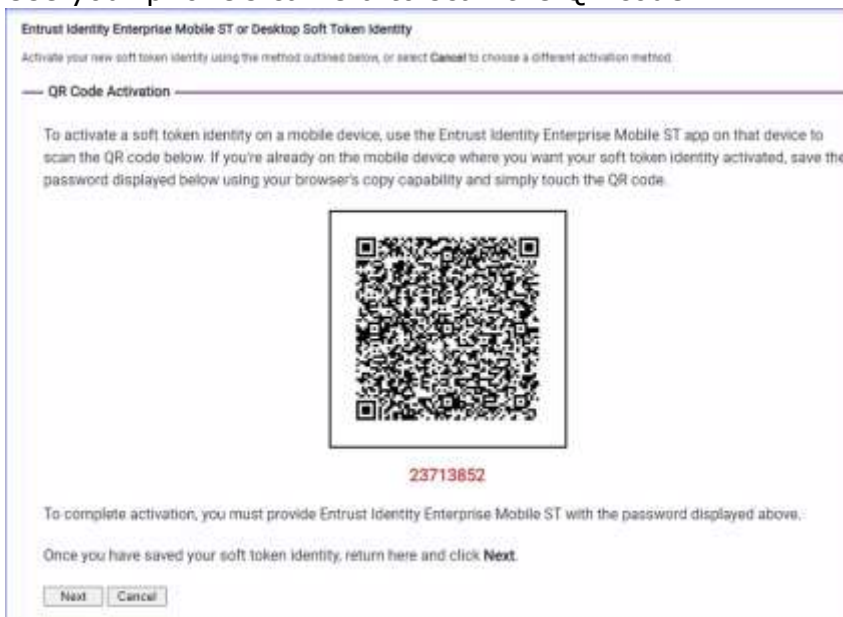 Entrust Identity Enterprise Mobile ST or Desktop Soft Token Identity
Activate your new soft token identity using the method outlined below, or select Cancel to choose a different activation method.
QR Code Activation
To activate a soft token identity on a mobile device, use the Entrust Identity Enterprise Mobile ST app on that device to
scan the QR code below. If you're already on the mobile device where you want your soft token identity activated, save the
password displayed below using your browser's copy capability and simply touch the QR code.
23713852
To complete activation, you must provide Entrust Identity Enterprise Mobile ST with the password displayed above.
Once you have saved your soft token identity, return here and click Next.
Next Cancel